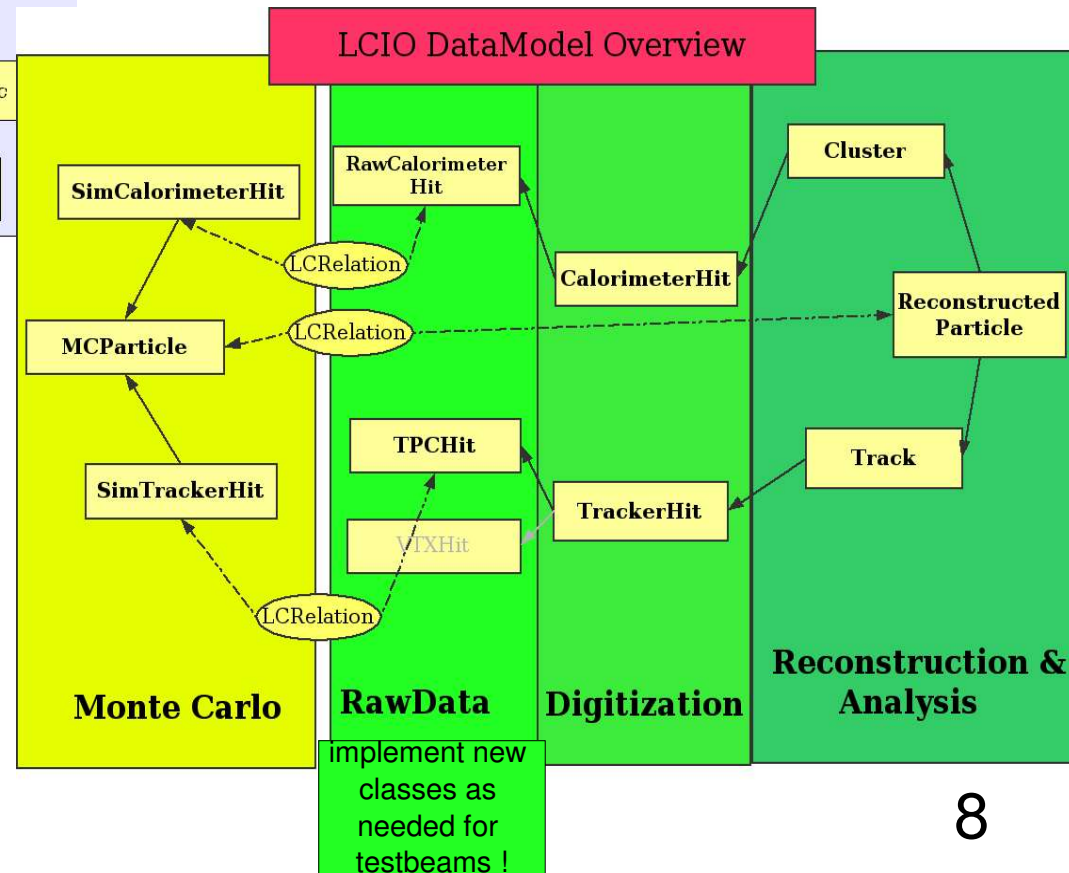 LCIO DataModel Overview
c
SimCalorimeterHit
RawCalorimeter
Hit
Cluster
LCRelation
CalorimeterHit
Reconstructed
Particle
MCParticle
LCRelation
TPCHit
Track
SimTrackerHit
TrackerHit
VTXHit
LCRelation
Monte Carlo
RawData
Digitization
Reconstruction &
Analysis
implement new
classes as
needed for
testbeams !
8